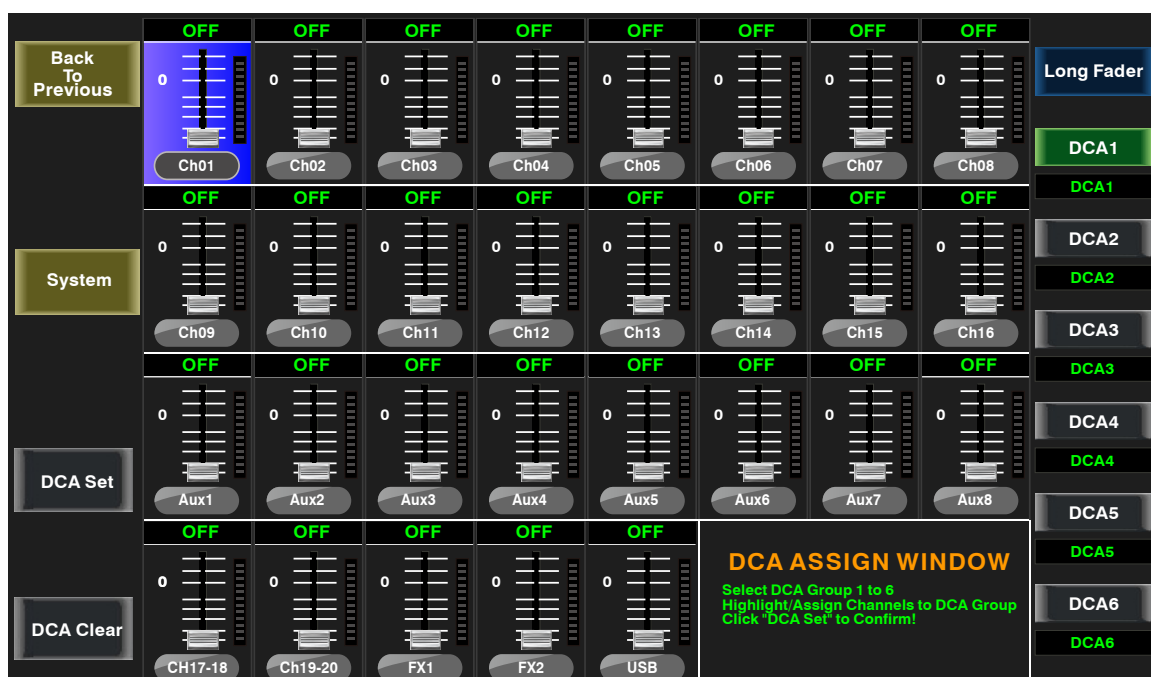 OFF OFF OFF OFF OFF OFF OFF OFF
Back
To
Previous
Long Fader
0 0 0 0 0 0 0 0
Ch01 Ch02 Ch03 Ch04 Ch05 Ch06 Ch07 Ch08
DCA1
DCA1
OFF OFF OFF OFF OFF OFF OFF OFF
DCA2
0 0 0 0 0 0 0 0
System
DCA2
Ch09 Ch10 Ch11 Ch12 Ch13 Ch14 Ch15 Ch16
DCA3
OFF OFF OFF OFF OFF OFF OFF OFF
DCA3
0 0 0 0 0 0 0 0
DCA4
DCA4
DCA Set
Aux1 Aux2 Aux3 Aux4 Aux5 Aux6 Aux7 Aux8
DCA5
OFF OFF OFF OFF OFF
DCA5
DCA ASSIGN WINDOW
0 0 0 0 0
Select DCA Group 1 to 6
Highlight/Assign Channels to DCA Group
Click "DCA Set" to Confirm!
DCA6
DCA Clear
DCA6
CH17-18 Ch19-20 FX1 FX2 USB